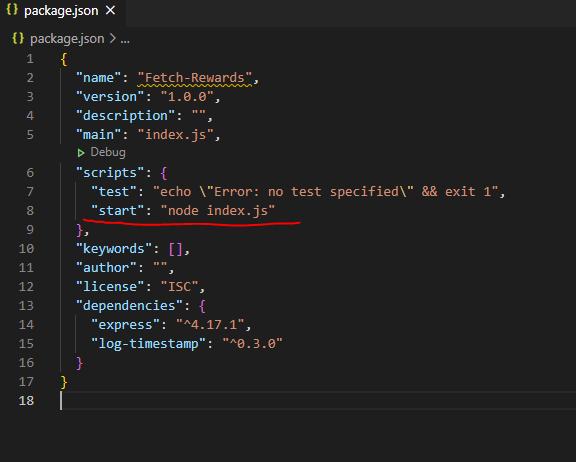 {} package.json ×
{} package.json > ...
1 {
2 "name": "Fetch-Rewards",
3 "version": "1.0.0",
4 "description": "",
5 "main": "index.js",
Debug
6 "scripts": {
7 "test": "echo \"Error: no test specified\" && exit 1",
8 "start": "node index.js"
9 },
10 "keywords": [],
11 "author": "",
12 "license": "ISC",
13 "dependencies": {
14 "express": "^4.17.1",
15 "log-timestamp": "^0.3.0"
16 }
17 }
18